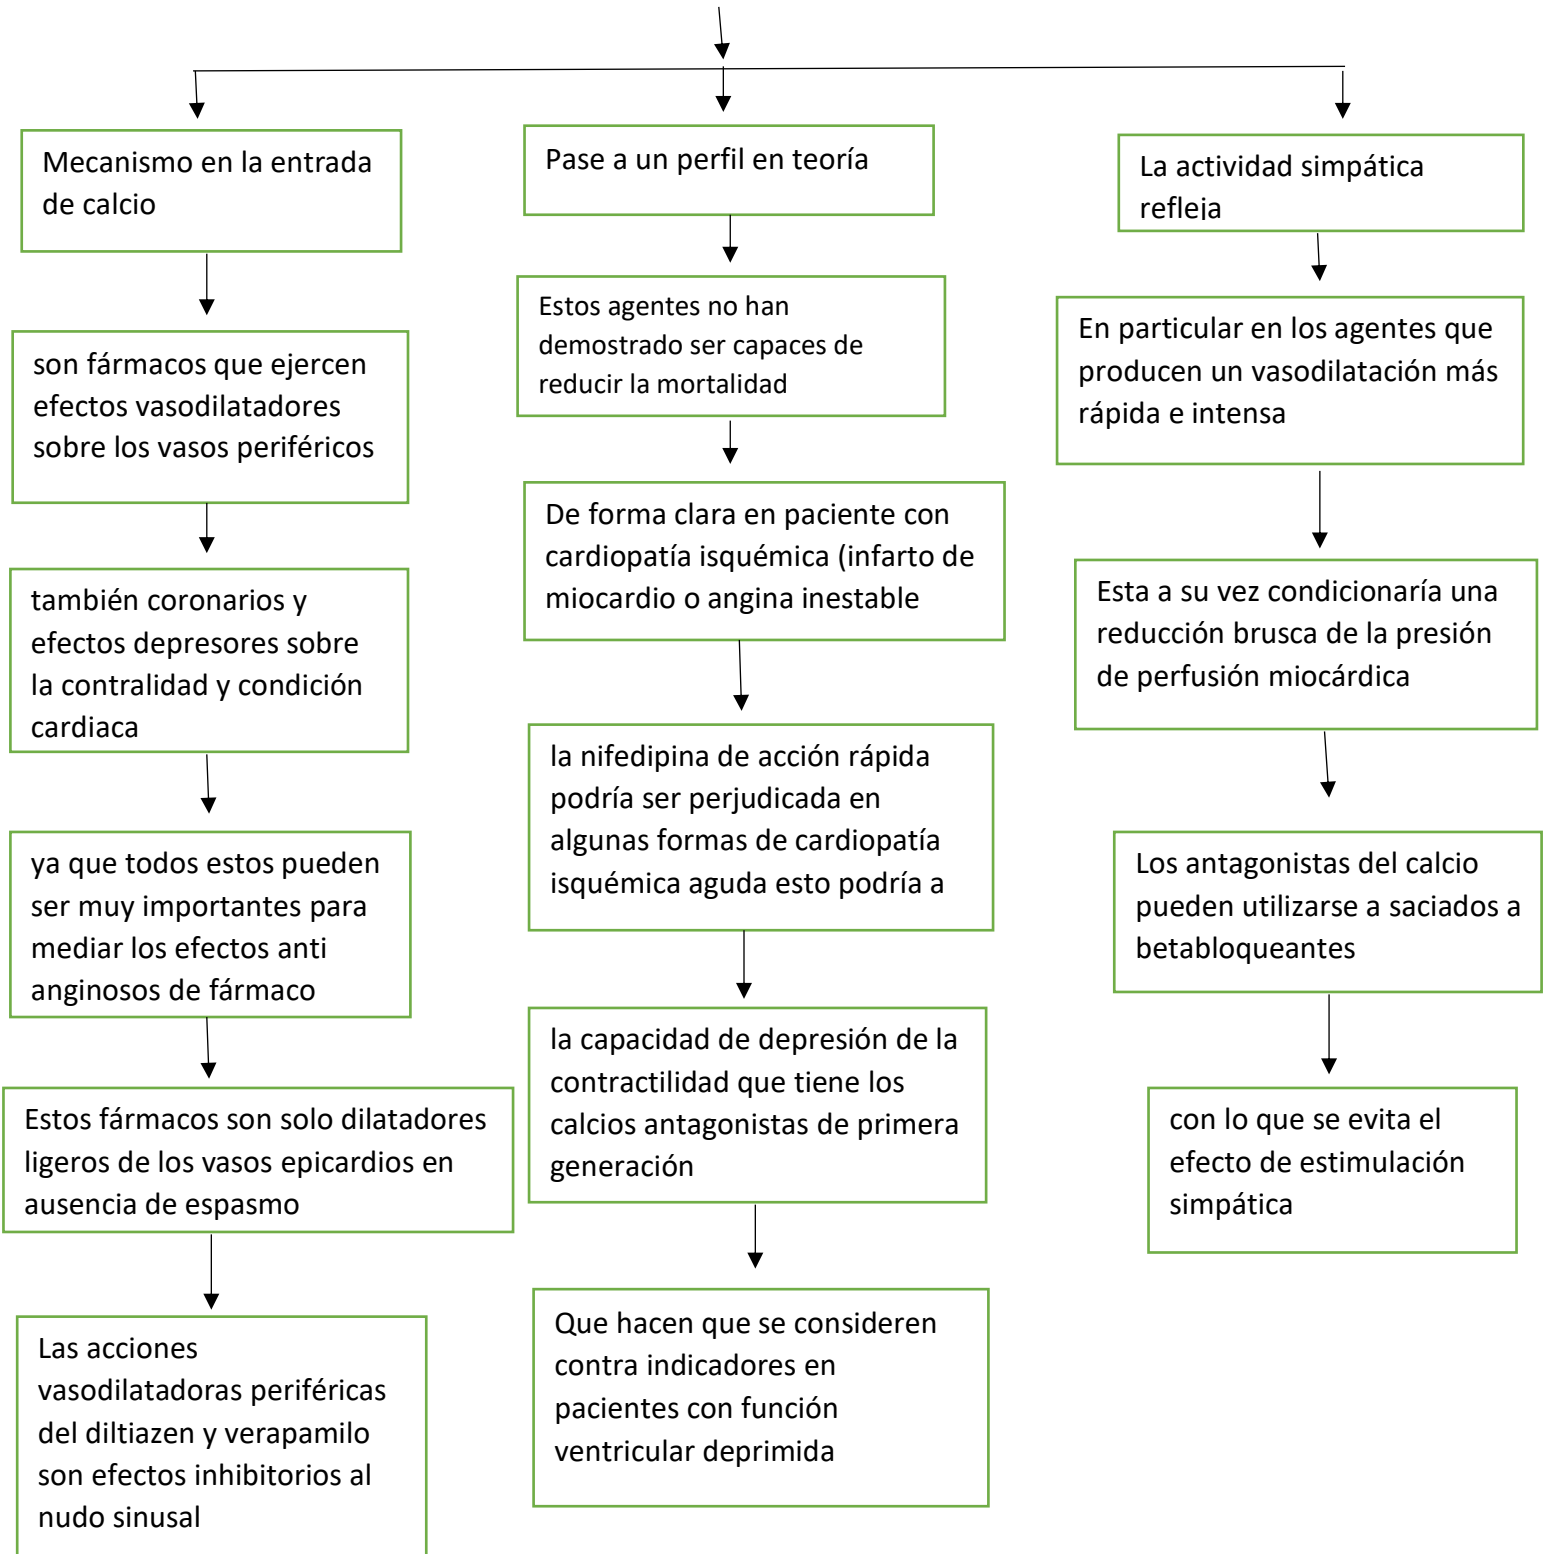 Mecanismo en la entrada
de calcio
son fármacos que ejercen
efectos vasodilatadores
sobre los vasos periféricos
también coronarios y
efectos depresores sobre
la contralidad y condición
cardiaca
ya que todos estos pueden
ser muy importantes para
mediar los efectos anti
anginosos de fármaco
Estos fármacos son solo dilatadores
ligeros de los vasos epicardios en
ausencia de espasmo
Las acciones
vasodilatadoras periféricas
del diltiazen y verapamilo
son efectos inhibitorios al
nudo sinusal
Pase a un perfil en teoría
Estos agentes no han
demostrado ser capaces de
reducir la mortalidad
De forma clara en paciente con
cardiopatía isquémica (infarto de
miocardio o angina inestable
la nifedipina de acción rápida
podría ser perjudicada en
algunas formas de cardiopatía
isquémica aguda esto podría a
la capacidad de depresión de la
contractilidad que tiene los
calcios antagonistas de primera
generación
Que hacen que se consideren
contra indicadores en
pacientes con función
ventricular deprimida
La actividad simpática
refleja
En particular en los agentes que
producen un vasodilatación más
rápida e intensa
Esta a su vez condicionaría una
reducción brusca de la presión
de perfusión miocárdica
Los antagonistas del calcio
pueden utilizarse a saciados a
betabloqueantes
con lo que se evita el
efecto de estimulación
simpática